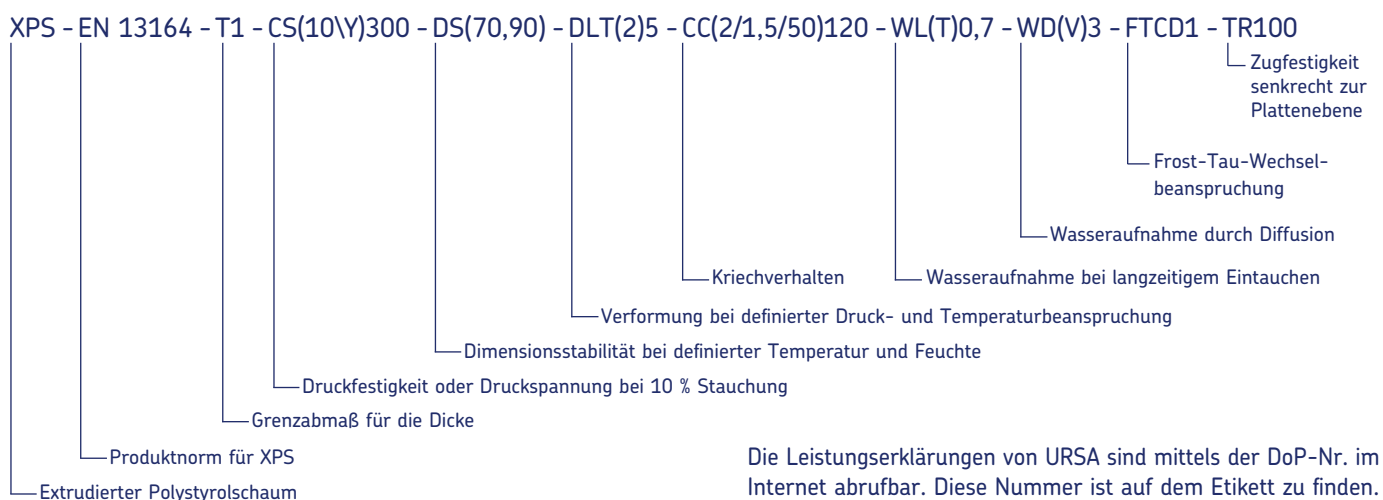 XPS - EN 13164 - T1 - CS(10\Y)300 - DS(70,90) - DLT(2)5 - CC(2/1,5/50)120 - WL(T)0,7 - WD(V)3 - FTCD1 - TR100
Zugfestigkeit
senkrecht zur
Plattenebene
Frost-Tau-Wechsel-
beanspruchung
Wasseraufnahme durch Diffusion
Kriechverhalten
Wasseraufnahme bei langzeitigem Eintauchen
Verformung bei definierter Druck- und Temperaturbeanspruchung
Dimensionsstabilität bei definierter Temperatur und Feuchte
Druckfestigkeit oder Druckspannung bei 10 % Stauchung
Grenzabmaß für die Dicke
Produktnorm für XPS
Extrudierter Polystyrolschaum
Die Leistungserklärungen von URSA sind mittels der DoP-Nr. im
Internet abrufbar. Diese Nummer ist auf dem Etikett zu finden.